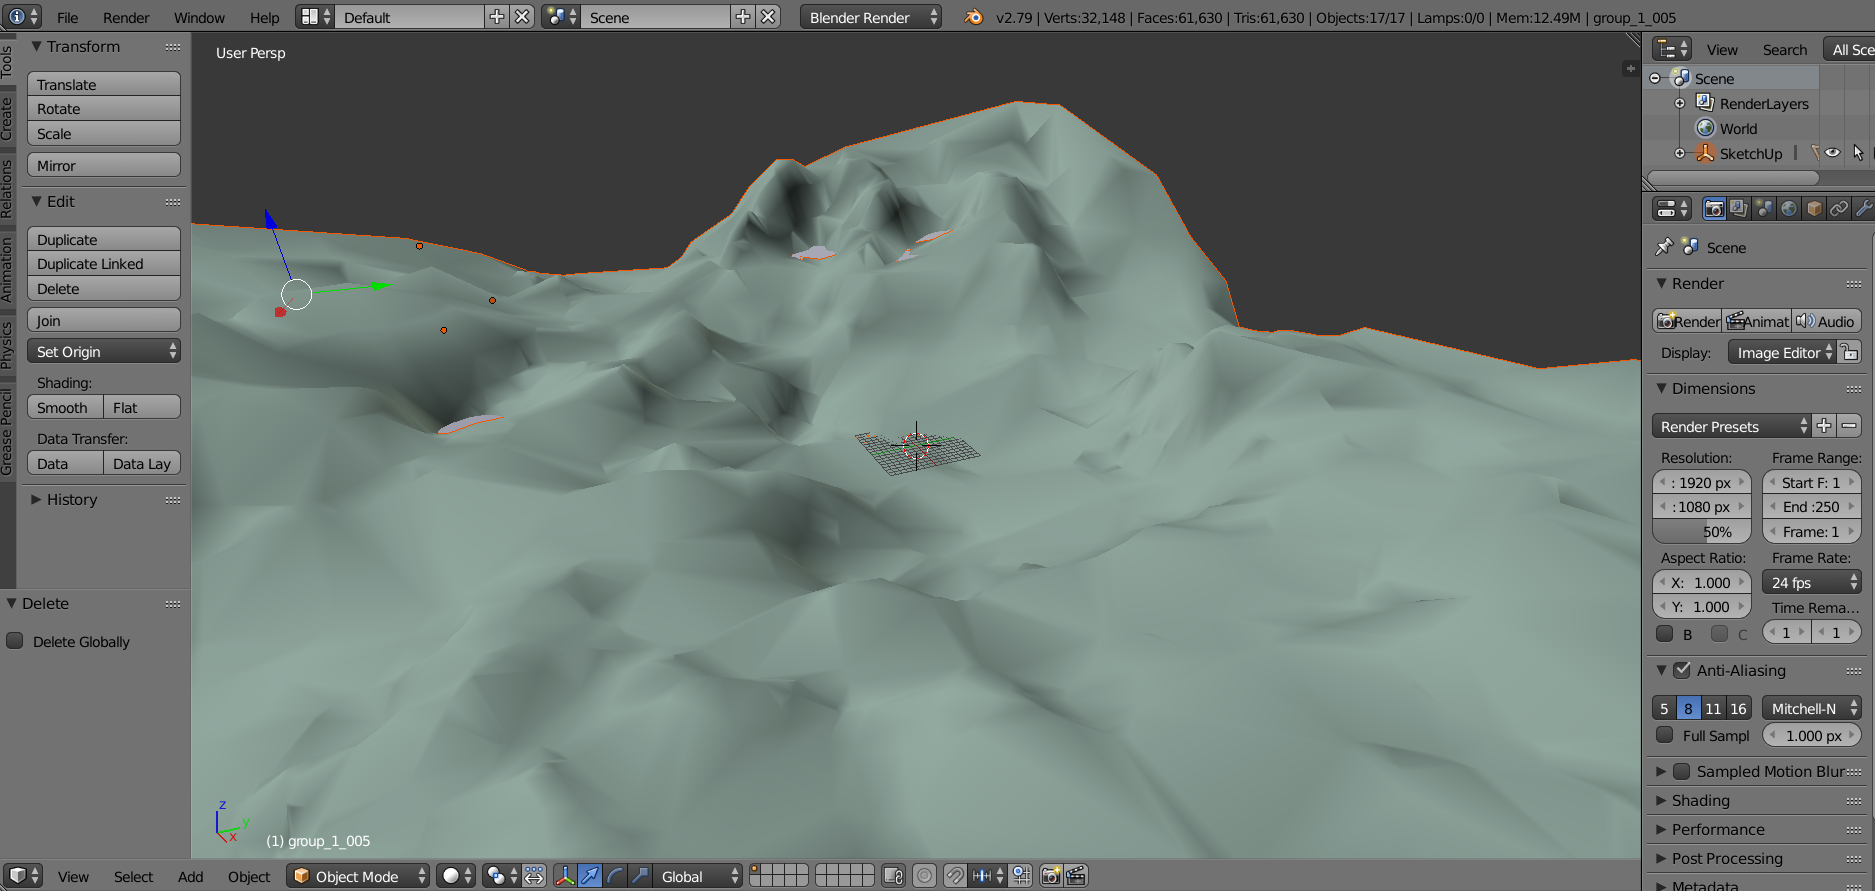 File Render Window Help Default Scene Blender Render v2.79 | Verts:32,148 | Faces:61,630 | Tris:61,630 | Objects:17/17 | Lamps:0/0 | Mem:12.49M | group_1_005
Tools
Create
Relations
Animation
Physics
Grease Pencil
Transform
Translate
Rotate
Scale
Mirror
Edit
Duplicate
Duplicate Linked
Delete
Join
Set Origin
Shading:
Smooth Flat
Data Transfer:
Data Data Lay
History
Delete
Delete Globally
User Persp
z
y
x
(1) group_1_005
View Search All Sce
Scene
RenderLayers
World
SketchUp
Scene
Render
Render Animat Audio
Display: Image Editor
Dimensions
Render Presets
Resolution: Frame Range:
: 1920 px Start F: 1
:1080 px End :250
50% Frame: 1
Aspect Ratio: Frame Rate:
X: 1.000 24 fps
Y: 1.000 Time Rema...
B C 1 1
Anti-Aliasing
5 8 11 16 Mitchell-N
Full Sampl 1.000 px
Sampled Motion Blur
Shading
Performance
Post Processing
Metadata
View Select Add Object Object Mode Global